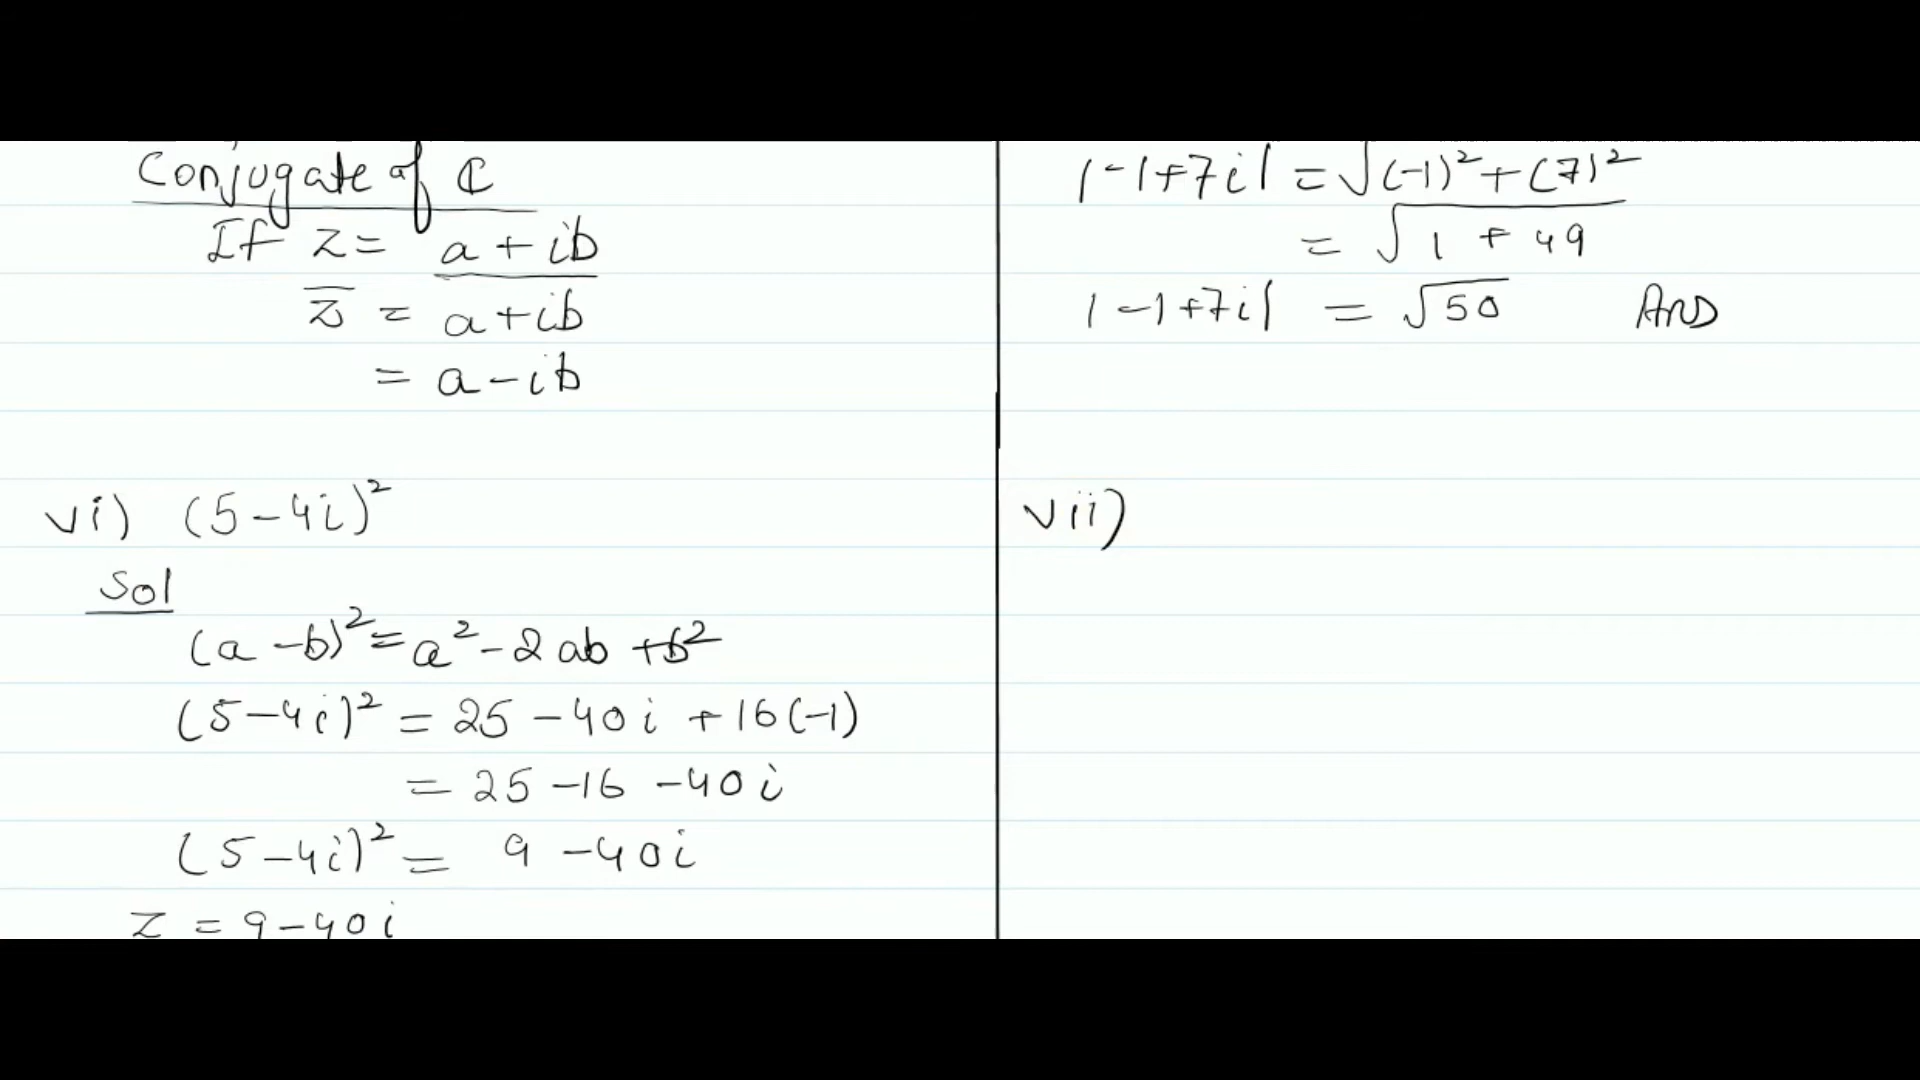 Conjugate of ℂ
If z = a + ib
z̅ = \overline{a+ib}
= a - ib
vi) (5-4i)²
Sol
(a-b)² = a² - 2ab + b²
(5-4i)² = 25 - 40i + 16(-1)
= 25 - 16 - 40i
(5-4i)² = 9 - 40i
z = 9 - 40i
|-1+7i| = √(-1)²+(7)²
= √1 + 49
|-1+7i| = √50 Ans
vii)